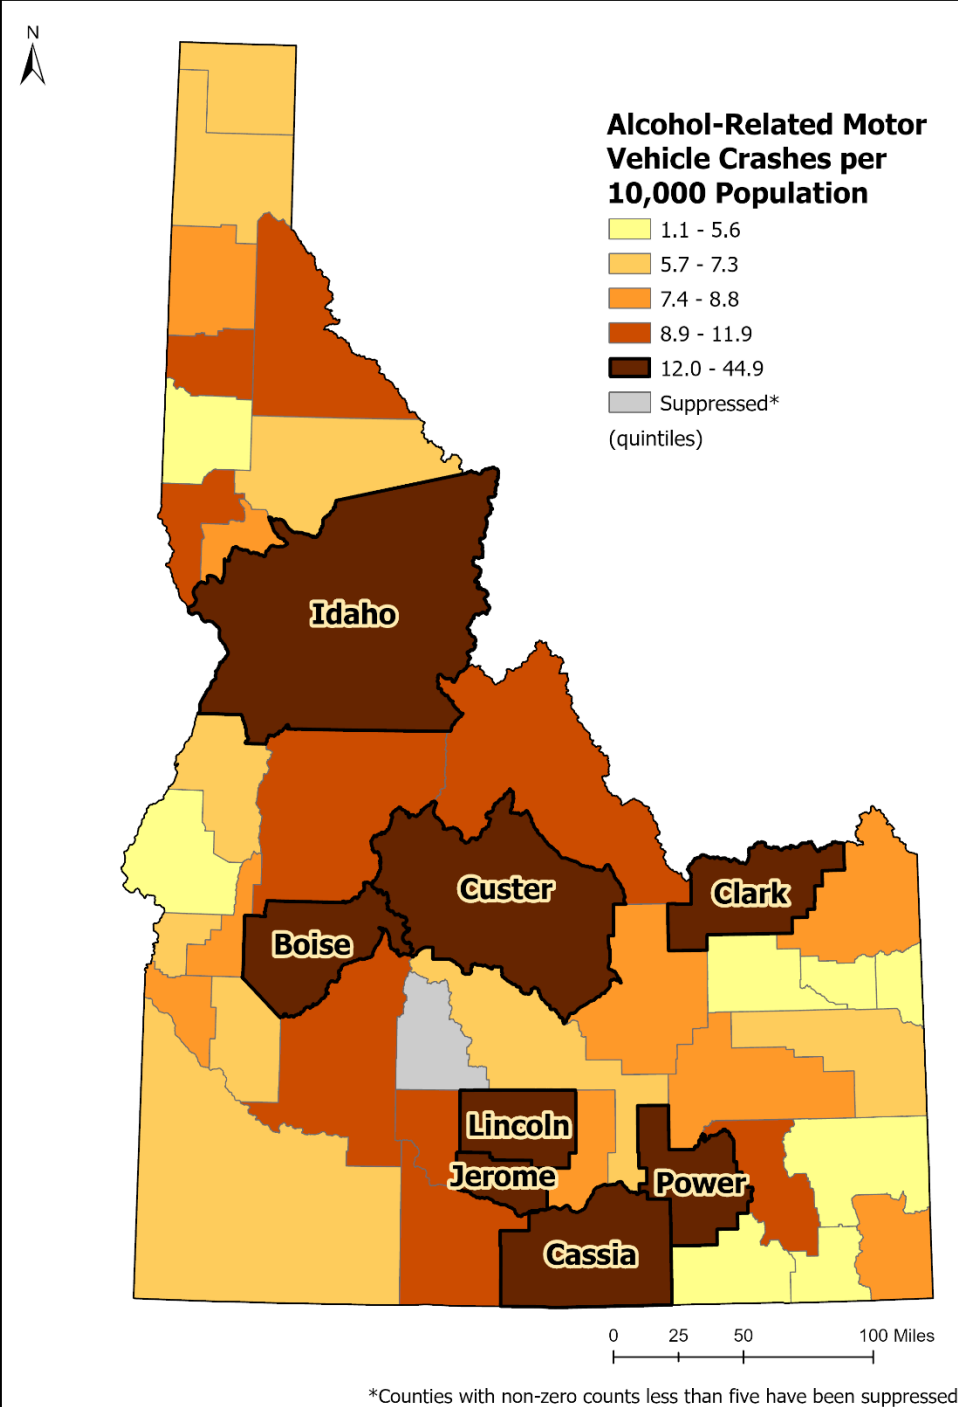 N
Alcohol-Related Motor
Vehicle Crashes per
10,000 Population
1.1 - 5.6
5.7 - 7.3
7.4 - 8.8
8.9 - 11.9
12.0 - 44.9
Suppressed*
(quintiles)
Idaho
Custer
Clark
Boise
Lincoln
Jerome
Power
Cassia
0 25 50 100 Miles
*Counties with non-zero counts less than five have been suppressed